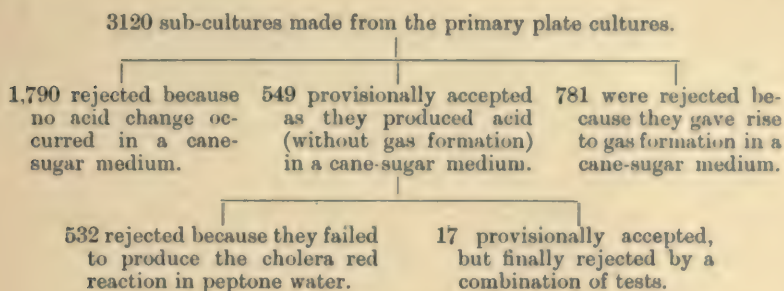 3120 sub-cultures made from the primary plate cultures.
1,790 rejected because
no acid change oc-
curred in a cane-
sugar medium.
549 provisionally accepted
as they produced acid
(without gas formation)
in a cane-sugar medium.
781 were rejected be-
cause they gave rise
to gas formation in a
cane-sugar medium.
532 rejected because they failed
to produce the cholera red
reaction in peptone water.
17 provisionally accepted,
but finally rejected by a
combination of tests.